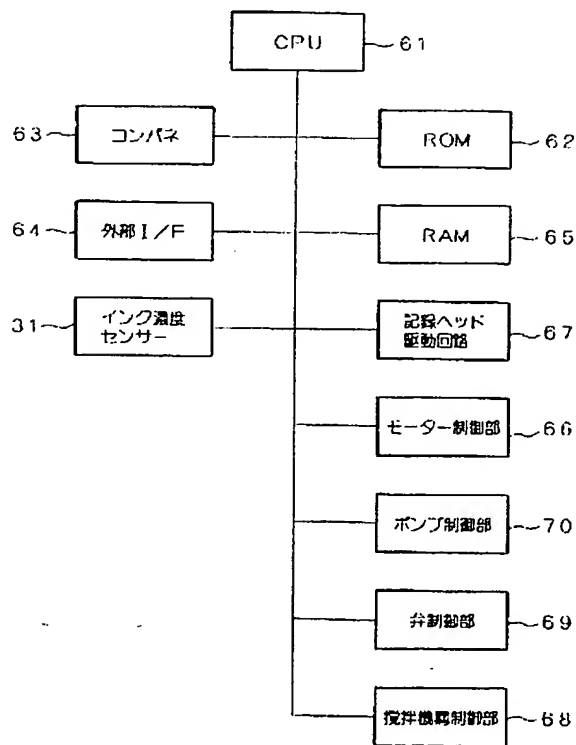 CPU 61
63 コンパネ ROM 62
64 外部I/F RAM 65
31 インク濃度 記録ヘッド 67
センサー 駆動回路
モーター制御部 66
ポンプ制御部 70
弁制御部 69
撹拌機構制御部 68